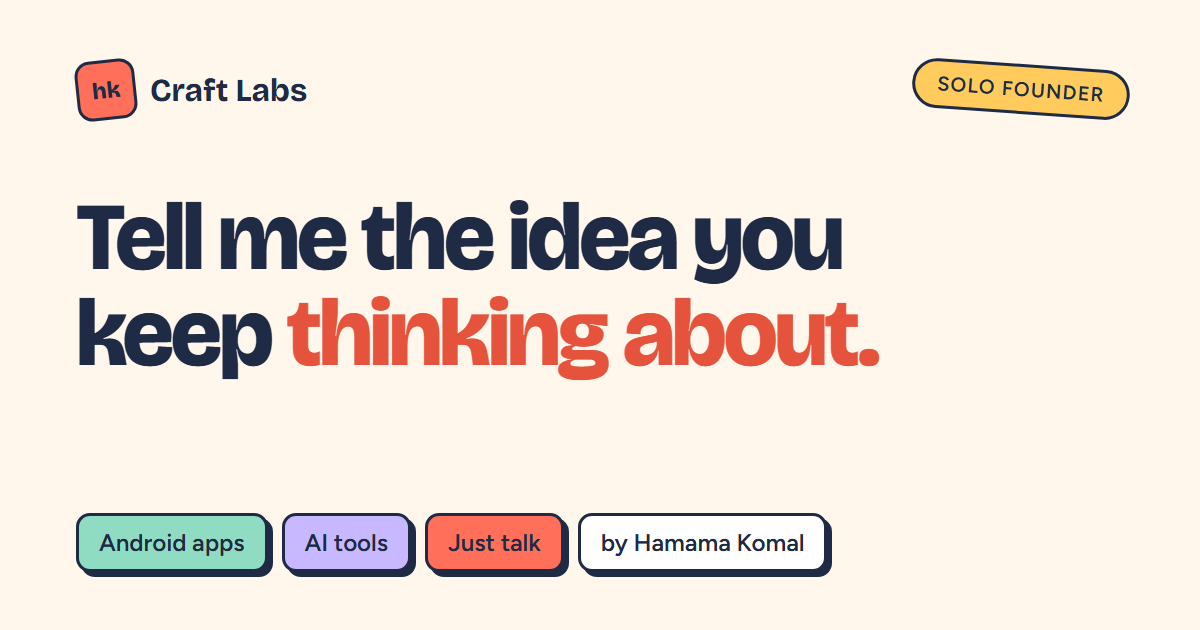 hk
Craft Labs
SOLO FOUNDER
Tell me the idea you
keep thinking about.
Android apps
AI tools
Just talk
by Hamama Komal